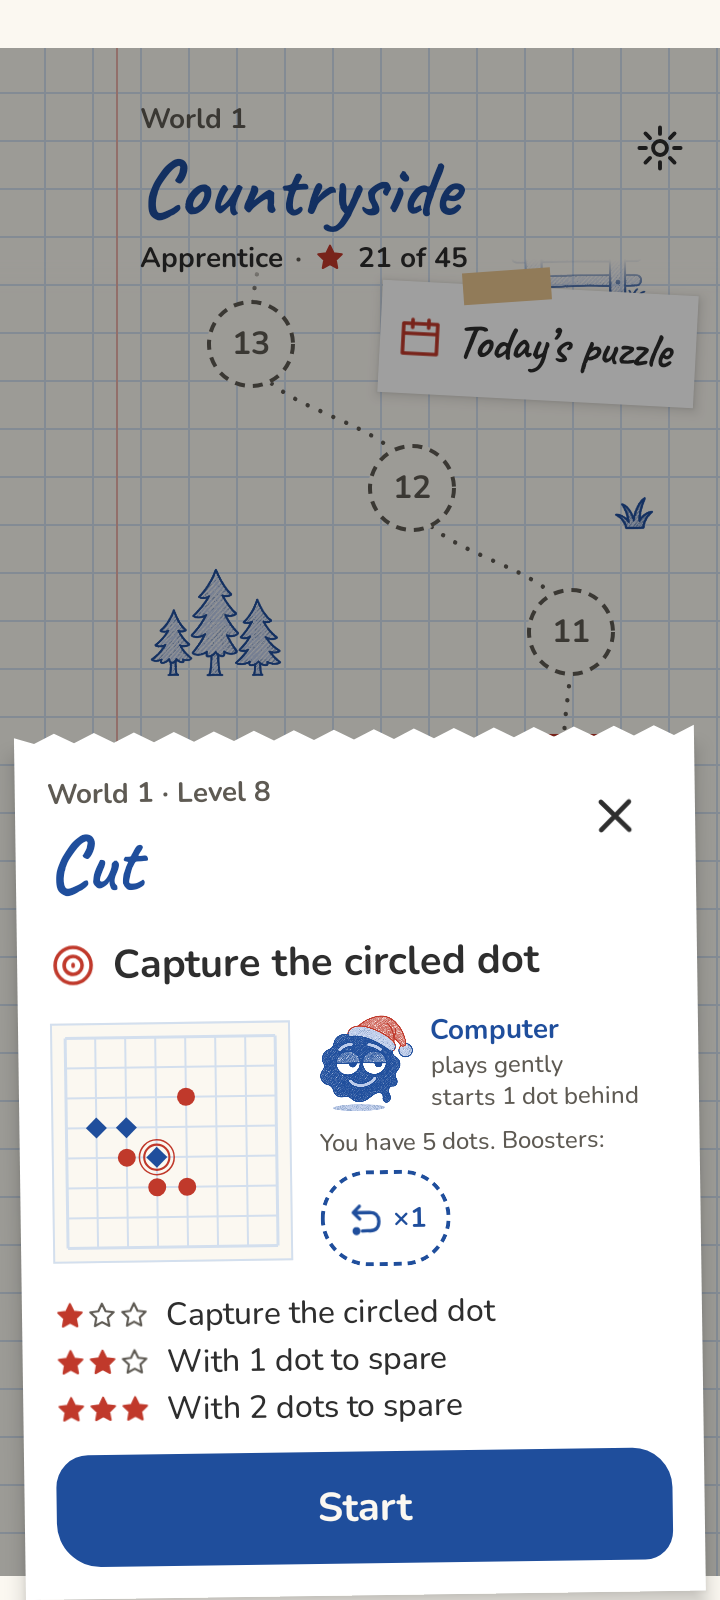 World 1
Countryside
Apprentice · 21 of 45
13
Today's puzzle
12
11
World 1 · Level 8
Cut
Capture the circled dot
Computer
plays gently
starts 1 dot behind
You have 5 dots. Boosters:
×1
Capture the circled dot
With 1 dot to spare
With 2 dots to spare
Start